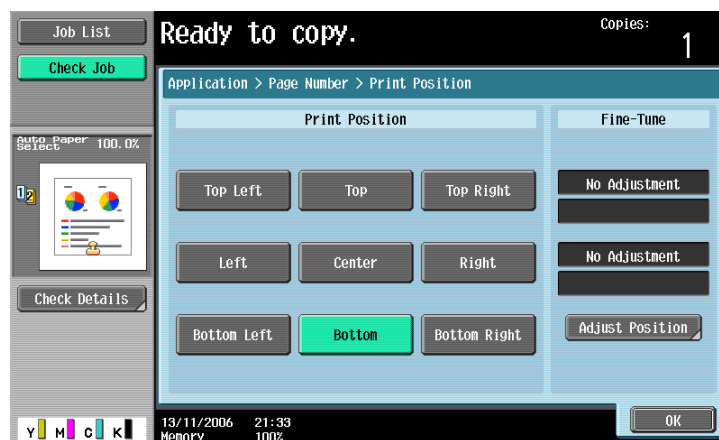 Job List
Check Job
Ready to copy.
Copies:
1
Application > Page Number > Print Position
Auto Paper
Select
100.0%
12
Check Details
Print Position
Top Left
Top
Top Right
Left
Center
Right
Bottom Left
Bottom
Bottom Right
Fine-Tune
No Adjustment
No Adjustment
Adjust Position
Y M C K
13/11/2006 21:33
Memory 100%
OK